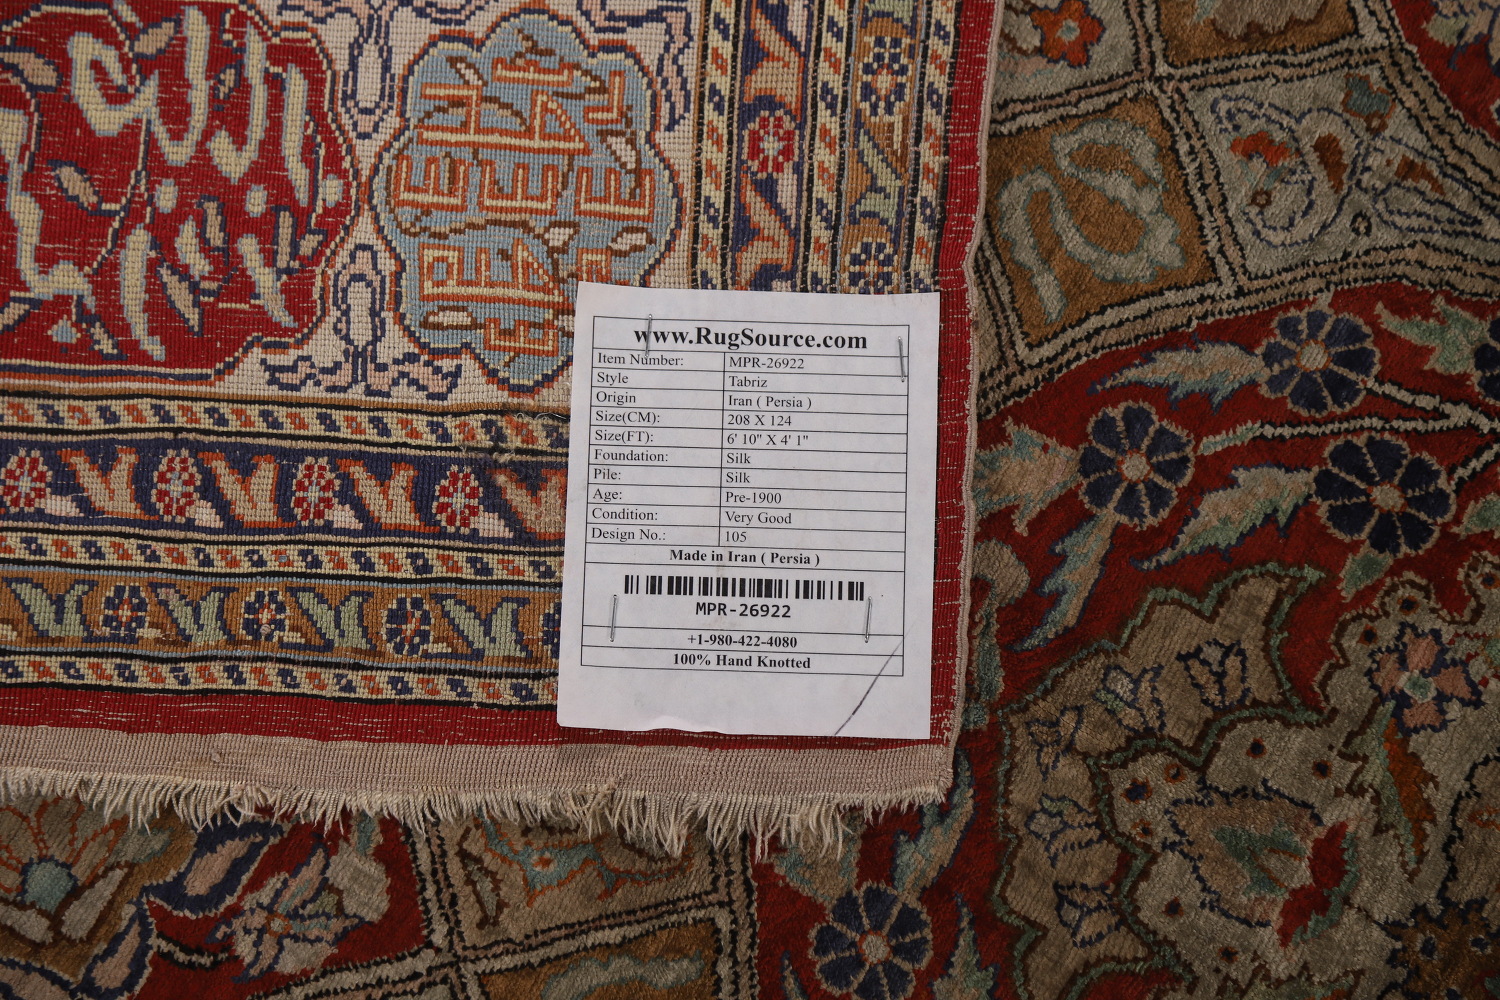 www.RugSource.com
Item Number: MPR-26922
Style Tabriz
Origin Iran ( Persia )
Size(CM): 208 X 124
Size(FT): 6' 10" X 4' 1"
Foundation: Silk
Pile: Silk
Age: Pre-1900
Condition: Very Good
Design No.: 105
Made in Iran ( Persia )
MPR-26922
+1-980-422-4080
100% Hand Knotted